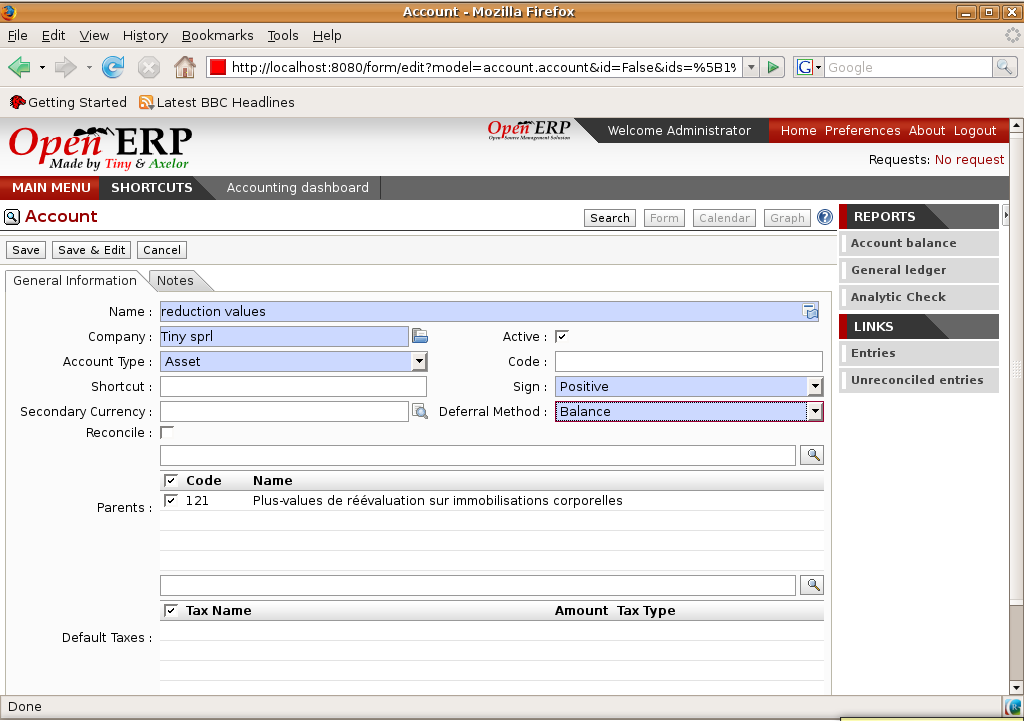 Account - Mozilla Firefox
File Edit View History Bookmarks Tools Help
http://localhost:8080/form/edit?model=account.account&id=False&ids=%5B1%
G Google
Getting Started Latest BBC Headlines
Open ERP
Made by Tiny & Axelor
Open ERP
Open Source Management Solution
Welcome Administrator
Home Preferences About Logout
Requests: No request
MAIN MENU SHORTCUTS Accounting dashboard
Account
Search Form Calendar Graph ?
Save Save & Edit Cancel
General Information Notes
Name : reduction values
Company : Tiny sprl Active :
Account Type : Asset Code :
Shortcut : Sign : Positive
Secondary Currency : Deferral Method : Balance
Reconcile :
Code Name
Parents : 121 Plus-values de réévaluation sur immobilisations corporelles
Tax Name Amount Tax Type
Default Taxes :
REPORTS
Account balance
General ledger
Analytic Check
LINKS
Entries
Unreconciled entries
Done